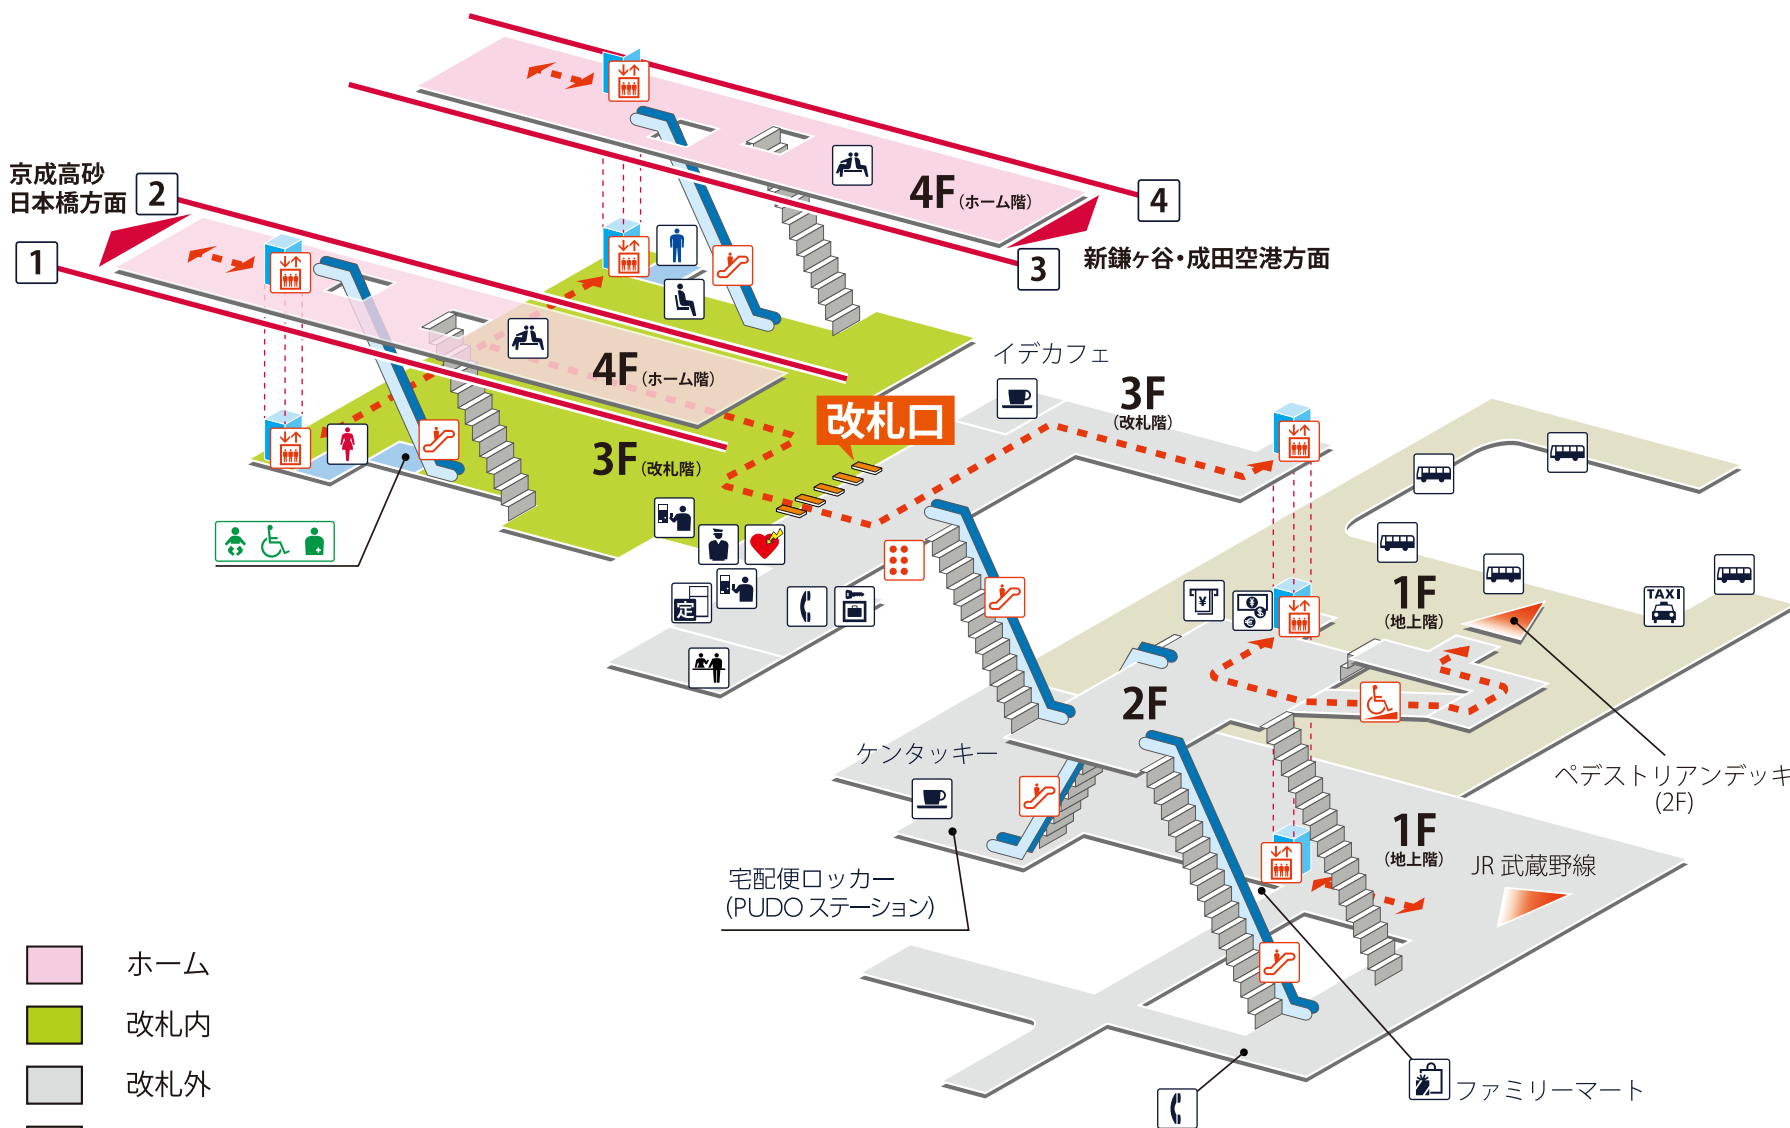 京成高砂
日本橋方面
2
1
4F(ホーム階)
4
3
新鎌ヶ谷・成田空港方面
4F(ホーム階)
3F(改札階)
改札口
イデカフェ
3F
(改札階)
定
¥
¥
$
€
1F
(地上階)
TAXI
2F
ケンタッキー
ペデストリアンデッキ
(2F)
1F
(地上階)
JR 武蔵野線
宅配便ロッカー
(PUDO ステーション)
ファミリーマート
ホーム
改札内
改札外